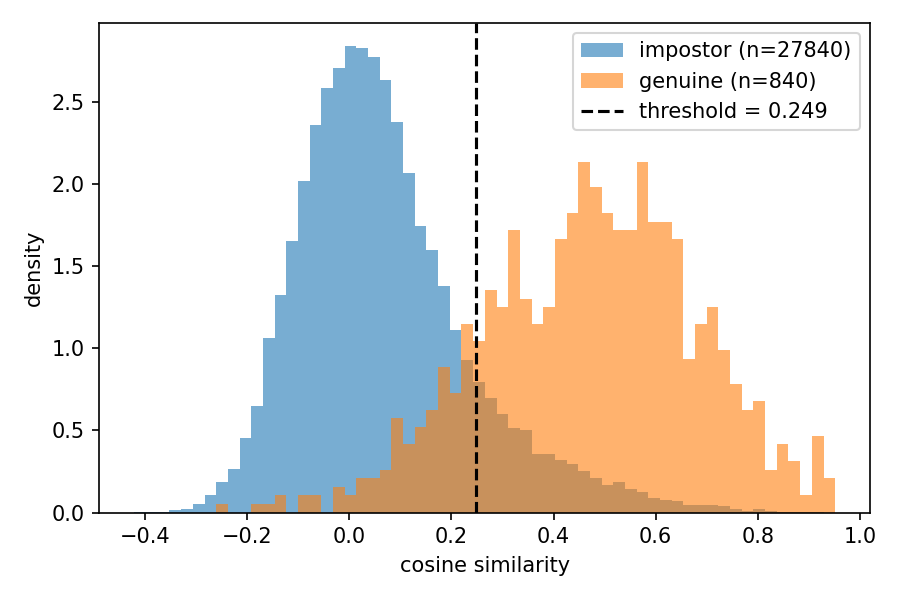 impostor (n=27840)
genuine (n=840)
threshold = 0.249
density
2.5
2.0
1.5
1.0
0.5
0.0
−0.4 −0.2 0.0 0.2 0.4 0.6 0.8 1.0
cosine similarity